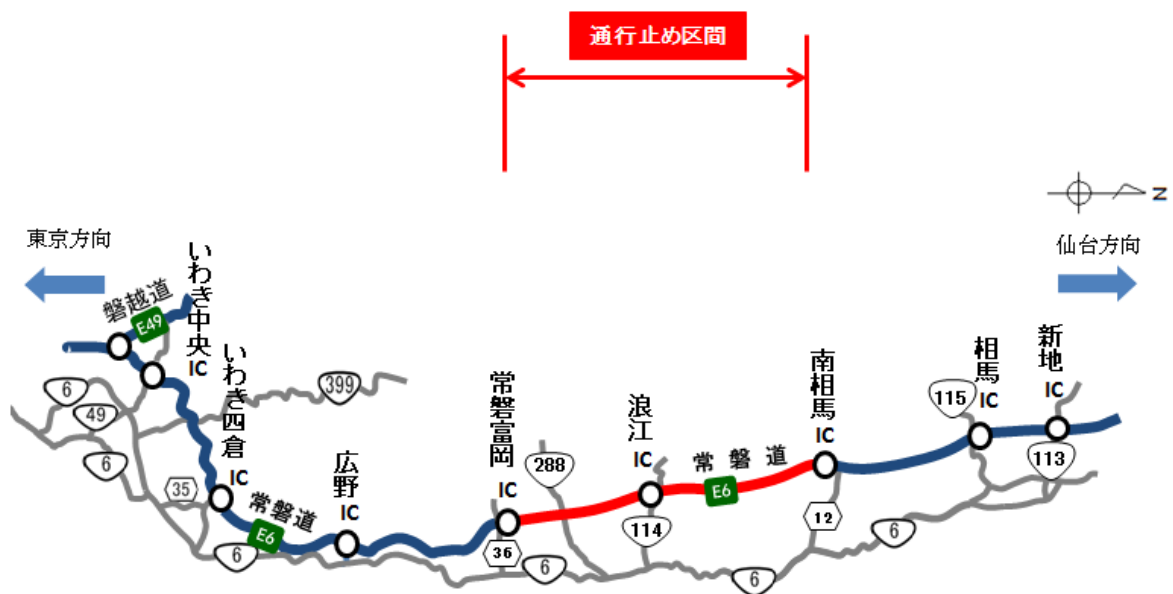 通行止め区間
N
東京方向
仙台方向
いわき中央
IC
磐越道
E49
いわき四倉
IC
399
6
49
6
35
常磐道
E6
6
広野
IC
常磐富岡
IC
36
288
浪江
IC
114
6
常磐道
E6
南相馬
IC
12
6
6
相馬
IC
115
新地
IC
113